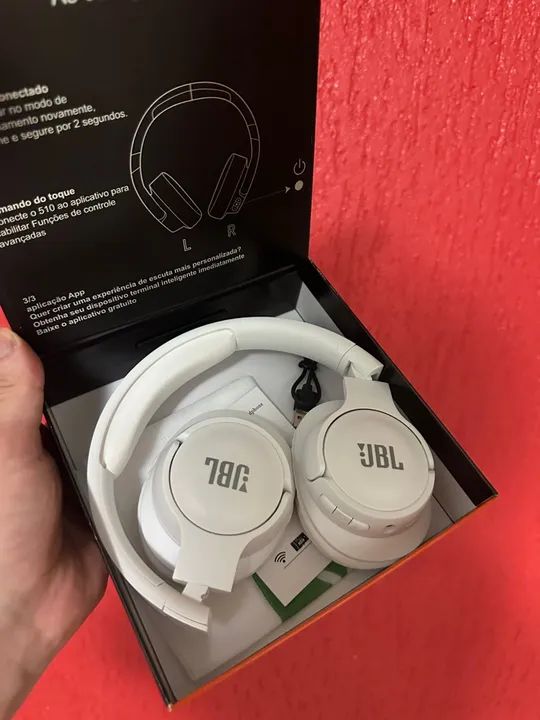 onectado
ar no modo de
amento novamente,
e e segure por 2 segundos.
mando do toque
onecte o 510 ao aplicativo para
abilitar Funções de controle
avançadas
L
R
3/3
aplicação App
Quer criar uma experiência de escuta mais personalizada?
Obtenha seu dispositivo terminal inteligente imediatamente
Baixe o aplicativo gratuito
JBL
JBL